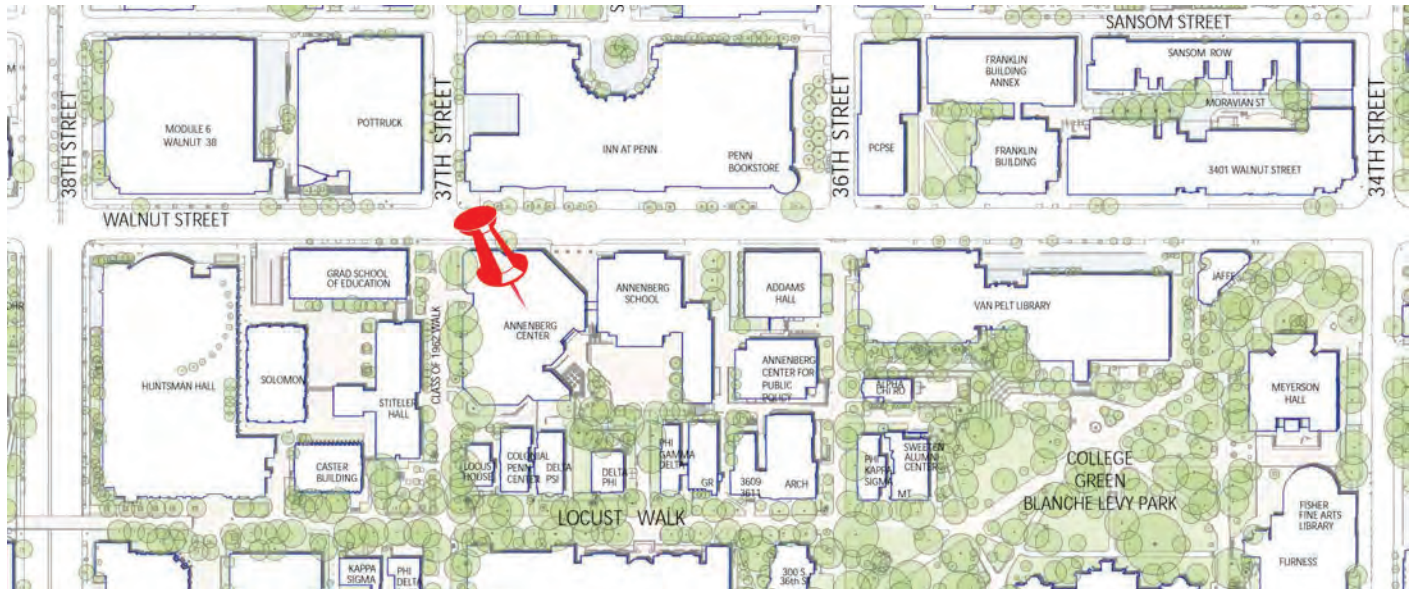 SANSOM STREET
38TH STREET
MODULE 6
WALNUT 38
POTTRUCK
37TH STREET
INN AT PENN
PENN
BOOKSTORE
36TH STREET
PCPSE
FRANKLIN
BUILDING
ANNEX
FRANKLIN
BUILDING
SANSOM ROW
MORAVIAN ST
3401 WALNUT STREET
34TH STREET
WALNUT STREET
HUNTSMAN HALL
GRAD SCHOOL
OF EDUCATION
SOLOMON
STITELER
HALL
CASTER
BUILDING
CLASS OF 1962 WALK
ANNENBERG
CENTER
ANNENBERG
SCHOOL
ADDAMS
HALL
ANNENBERG
CENTER FOR
PUBLIC
POLICY
VAN PELT LIBRARY
JAFFE
MEYERSON
HALL
ALPHA
CHI RO
LOCUST
HOUSE
COLONIAL
PENN
CENTER
DELTA
PSI
DELTA
PHI
PHI
GAMMA
DELTA
GR
3609
3611
ARCH
PHI
KAPPA
SIGMA
SWEETEN
ALUMNI
CENTER
MT
COLLEGE
GREEN
BLANCHE LEVY PARK
FISHER
FINE ARTS
LIBRARY
FURNESS
LOCUST WALK
KAPPA
SIGMA
PHI
DELTA
300 S
36th St